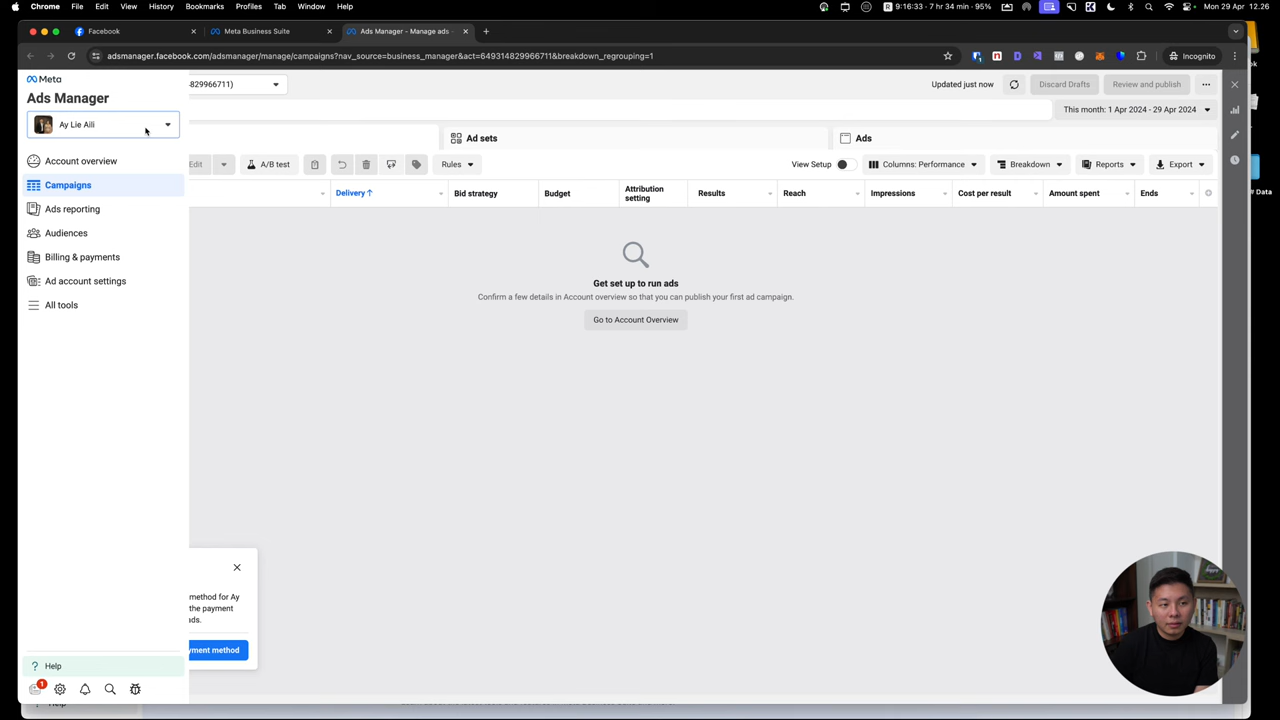 Chrome File Edit View History Bookmarks Profiles Tab Window Help
9:16:33 • 7 hr 34 min • 95%
Mon 29 Apr 12.26
Facebook
Meta Business Suite
Ads Manager - Manage ads -
adsmanager.facebook.com/adsmanager/manage/campaigns?nav_source=business_manager&act=649314829966711&breakdown_regrouping=1
Incognito
Meta
Ads Manager
829966711)
Updated just now
Discard Drafts
Review and publish
Ay Lie Aili
This month: 1 Apr 2024 - 29 Apr 2024
Ad sets
Ads
Account overview
Edit
A/B test
Rules
View Setup
Columns: Performance
Breakdown
Reports
Export
Campaigns
Delivery ↑
Bid strategy
Budget
Attribution
setting
Results
Reach
Impressions
Cost per result
Amount spent
Ends
# Data
Ads reporting
Audiences
Billing & payments
Ad account settings
All tools
Get set up to run ads
Confirm a few details in Account overview so that you can publish your first ad campaign.
Go to Account Overview
method for Ay
the payment
ads.
yment method
Help
1